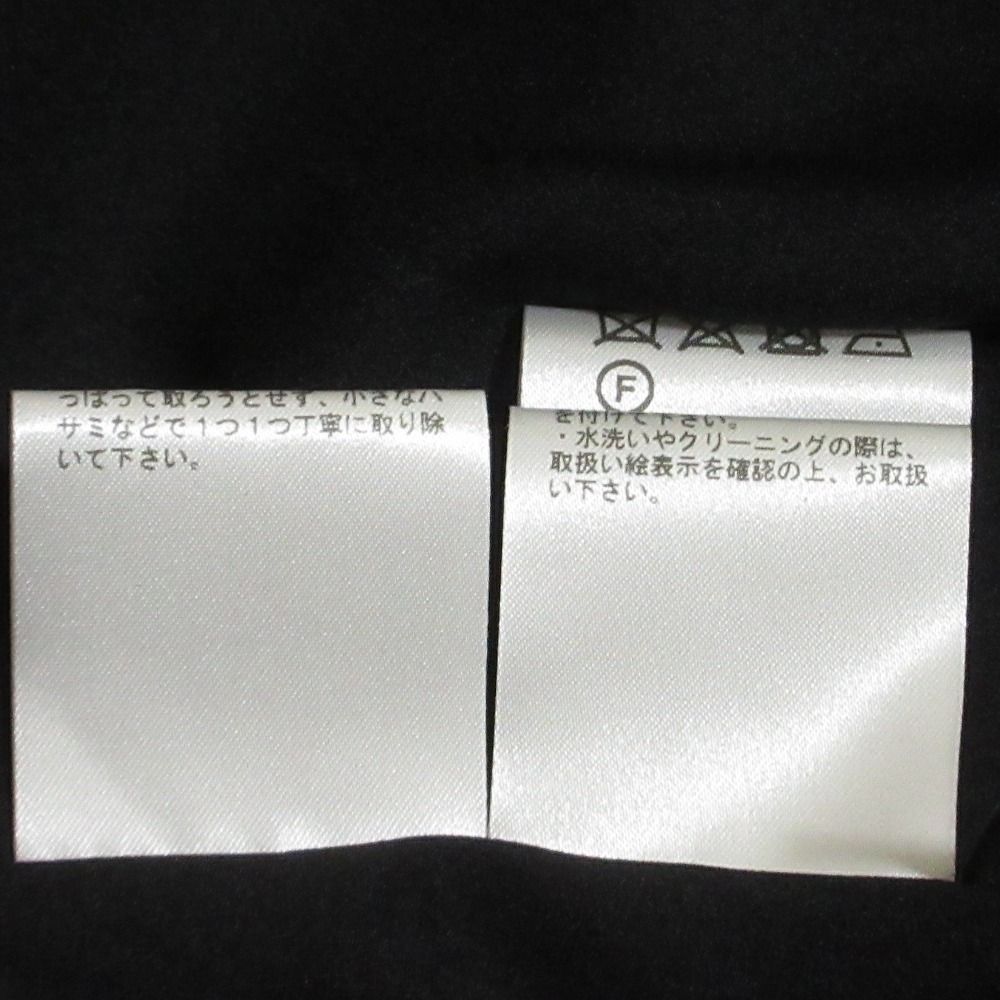 っぱって取ろうとせず、小さなハ
サミなどで１つ１つ丁寧に取り除
いて下さい。
F
を付けて下さい。
・水洗いやクリーニングの際は、
取扱い絵表示を確認の上、お取扱
い下さい。